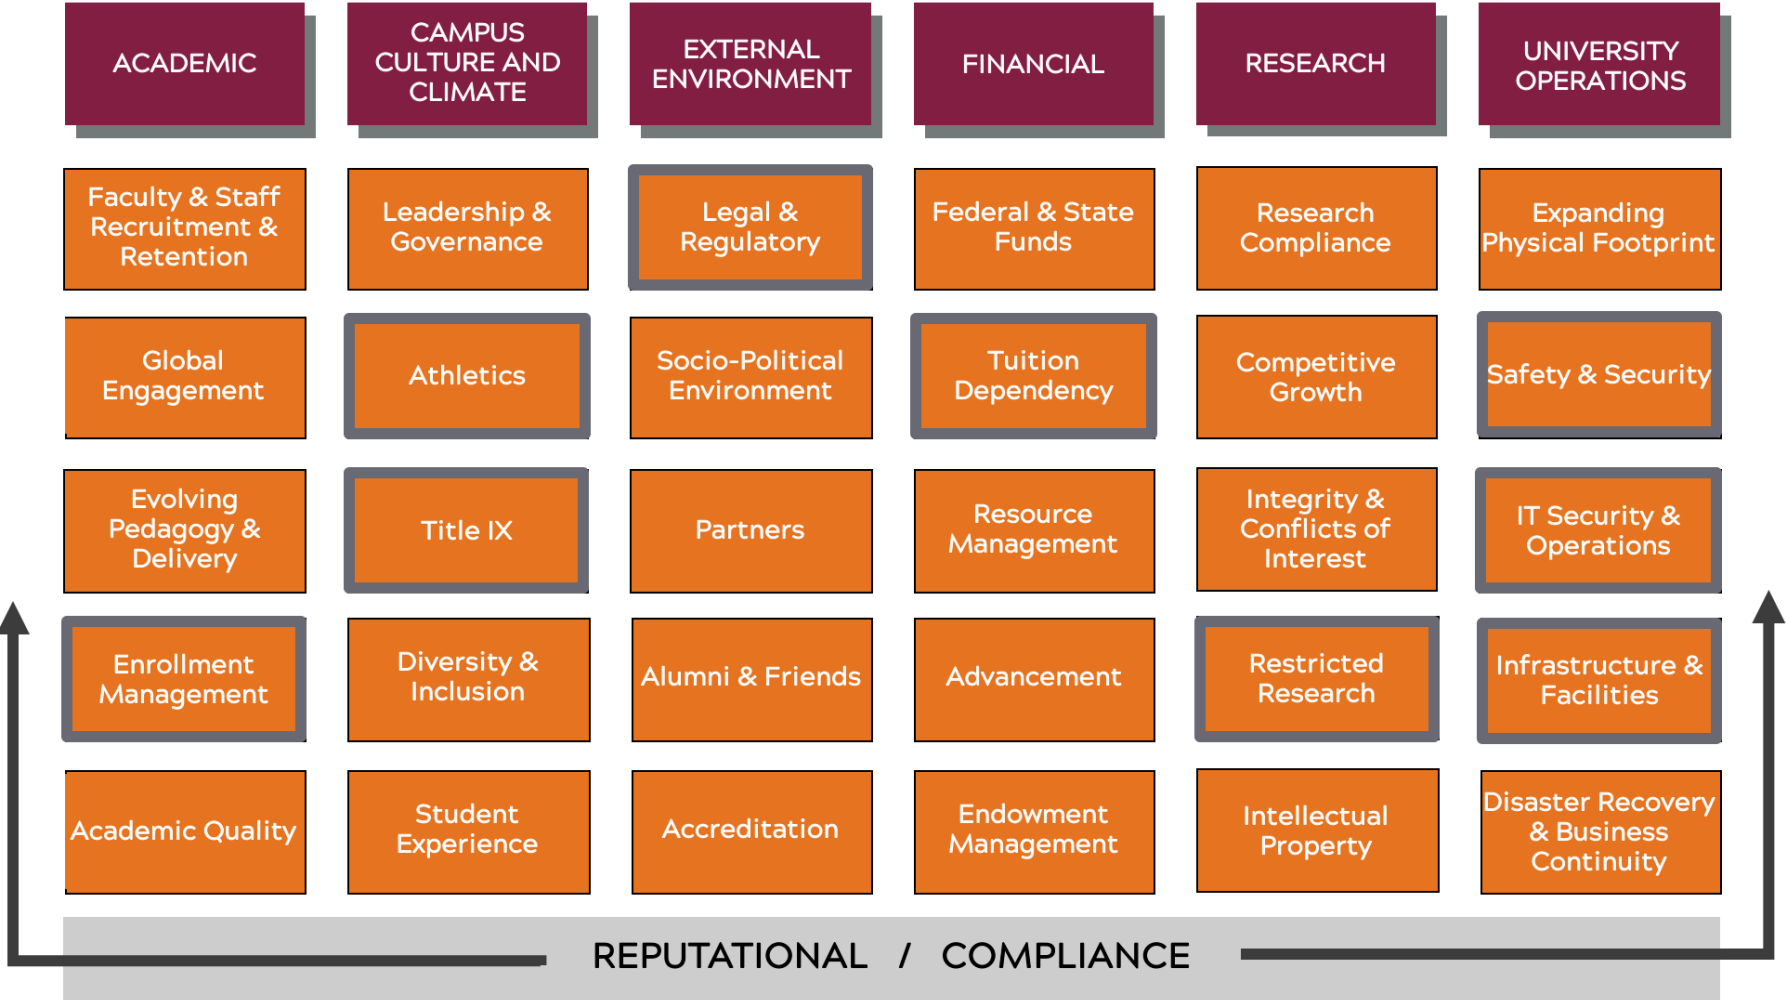 ACADEMIC
CAMPUS
CULTURE AND
CLIMATE
EXTERNAL
ENVIRONMENT
FINANCIAL
RESEARCH
UNIVERSITY
OPERATIONS
Faculty & Staff
Recruitment &
Retention
Leadership &
Governance
Legal &
Regulatory
Federal & State
Funds
Research
Compliance
Expanding
Physical Footprint
Global
Engagement
Athletics
Socio-Political
Environment
Tuition
Dependency
Competitive
Growth
Safety & Security
Evolving
Pedagogy &
Delivery
Title IX
Partners
Resource
Management
Integrity &
Conflicts of
Interest
IT Security &
Operations
Enrollment
Management
Diversity &
Inclusion
Alumni & Friends
Advancement
Restricted
Research
Infrastructure &
Facilities
Academic Quality
Student
Experience
Accreditation
Endowment
Management
Intellectual
Property
Disaster Recovery
& Business
Continuity
REPUTATIONAL / COMPLIANCE